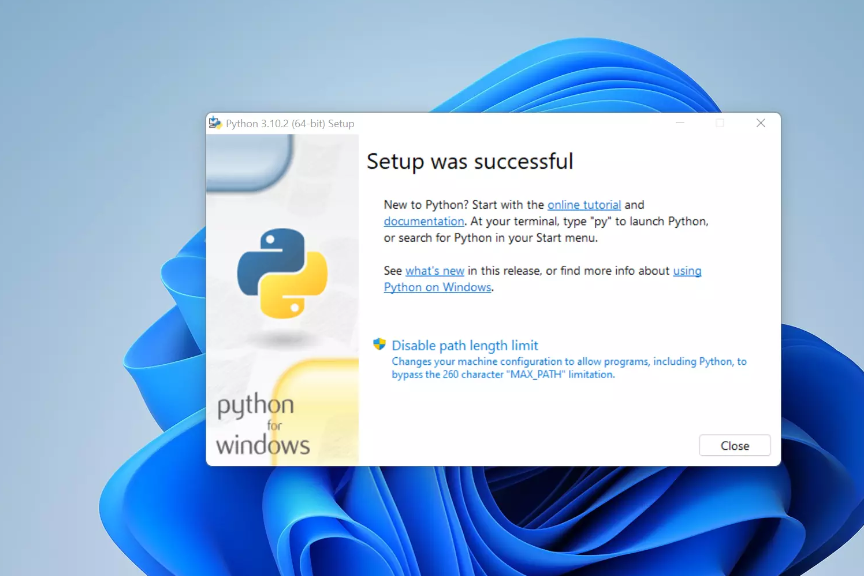 Python 3.10.2 (64-bit) Setup
Setup was successful
New to Python? Start with the online tutorial and
documentation. At your terminal, type "py" to launch Python,
or search for Python in your Start menu.
See what's new in this release, or find more info about using
Python on Windows.
Disable path length limit
Changes your machine configuration to allow programs, including Python, to
bypass the 260 character "MAX_PATH" limitation.
python
for
windows
Close